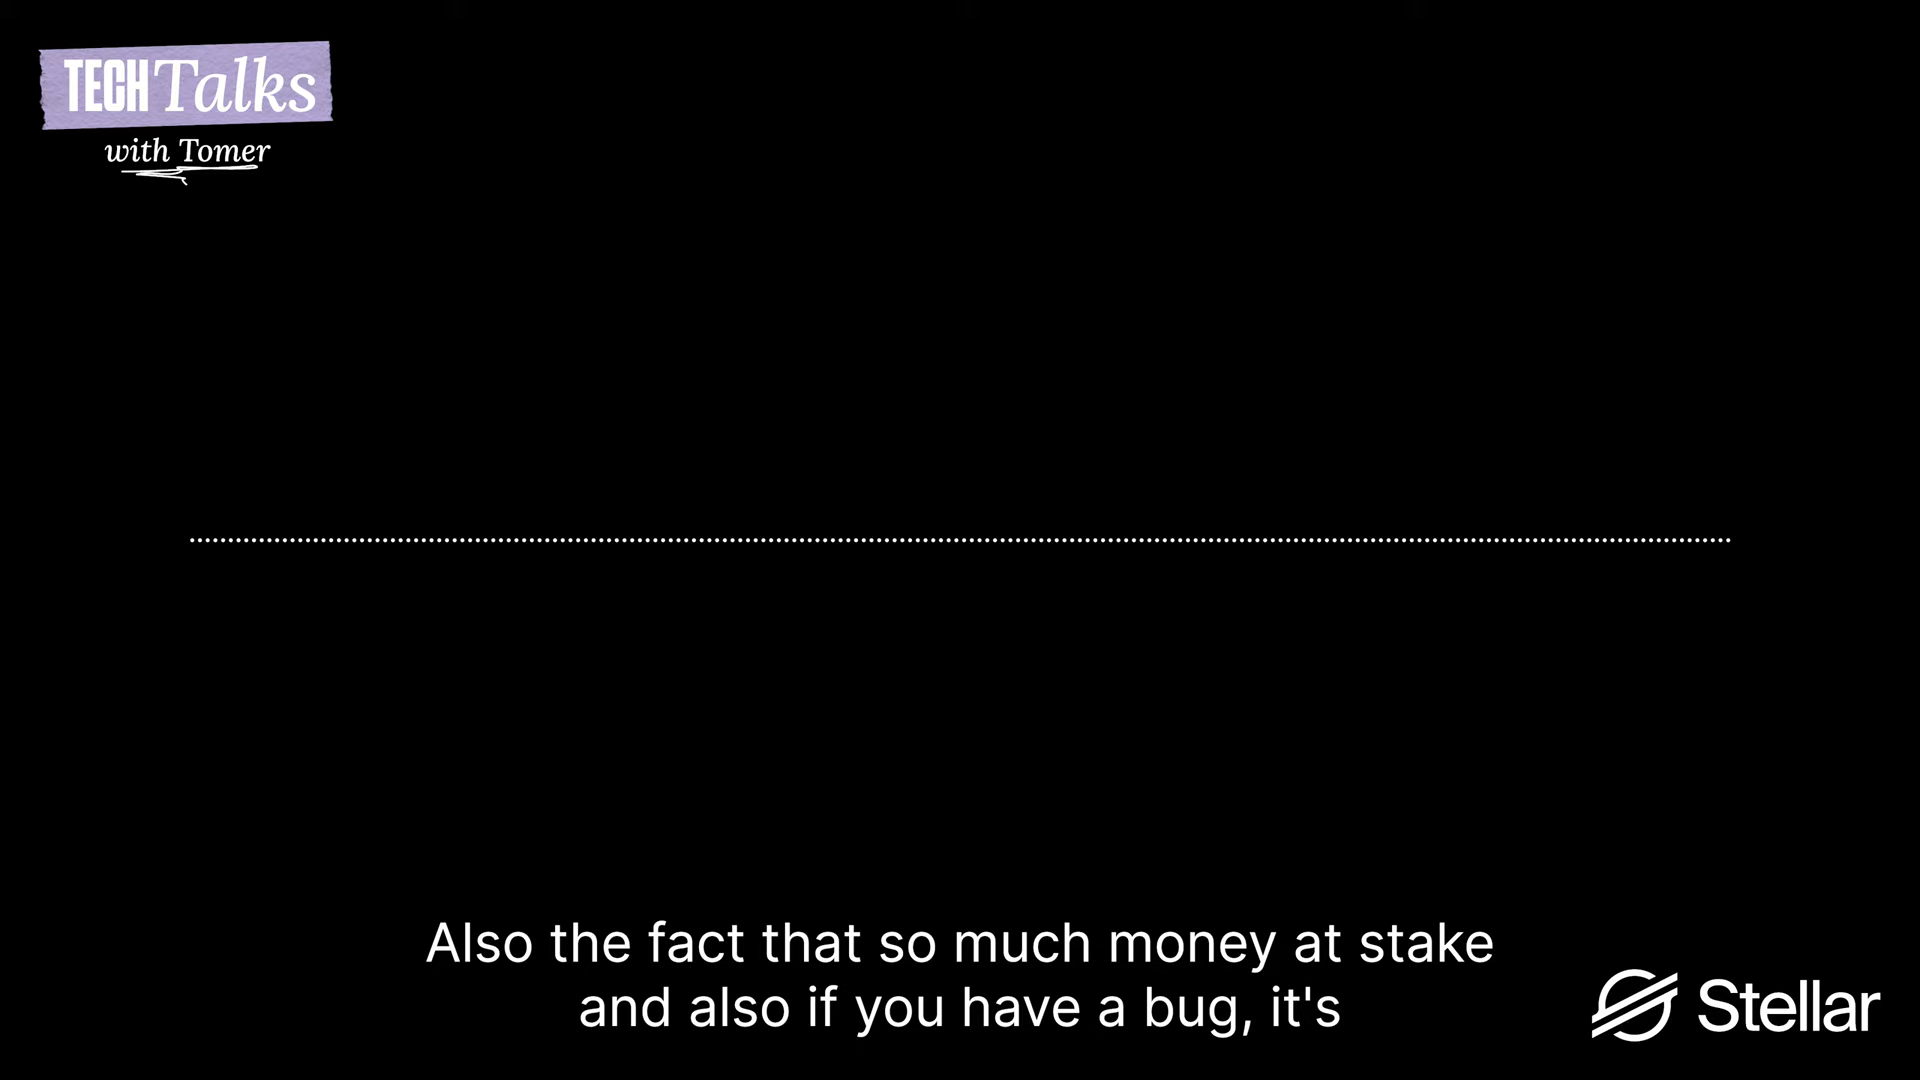 TECH Talks
with Tomer
Also the fact that so much money at stake
and also if you have a bug, it's
Stellar